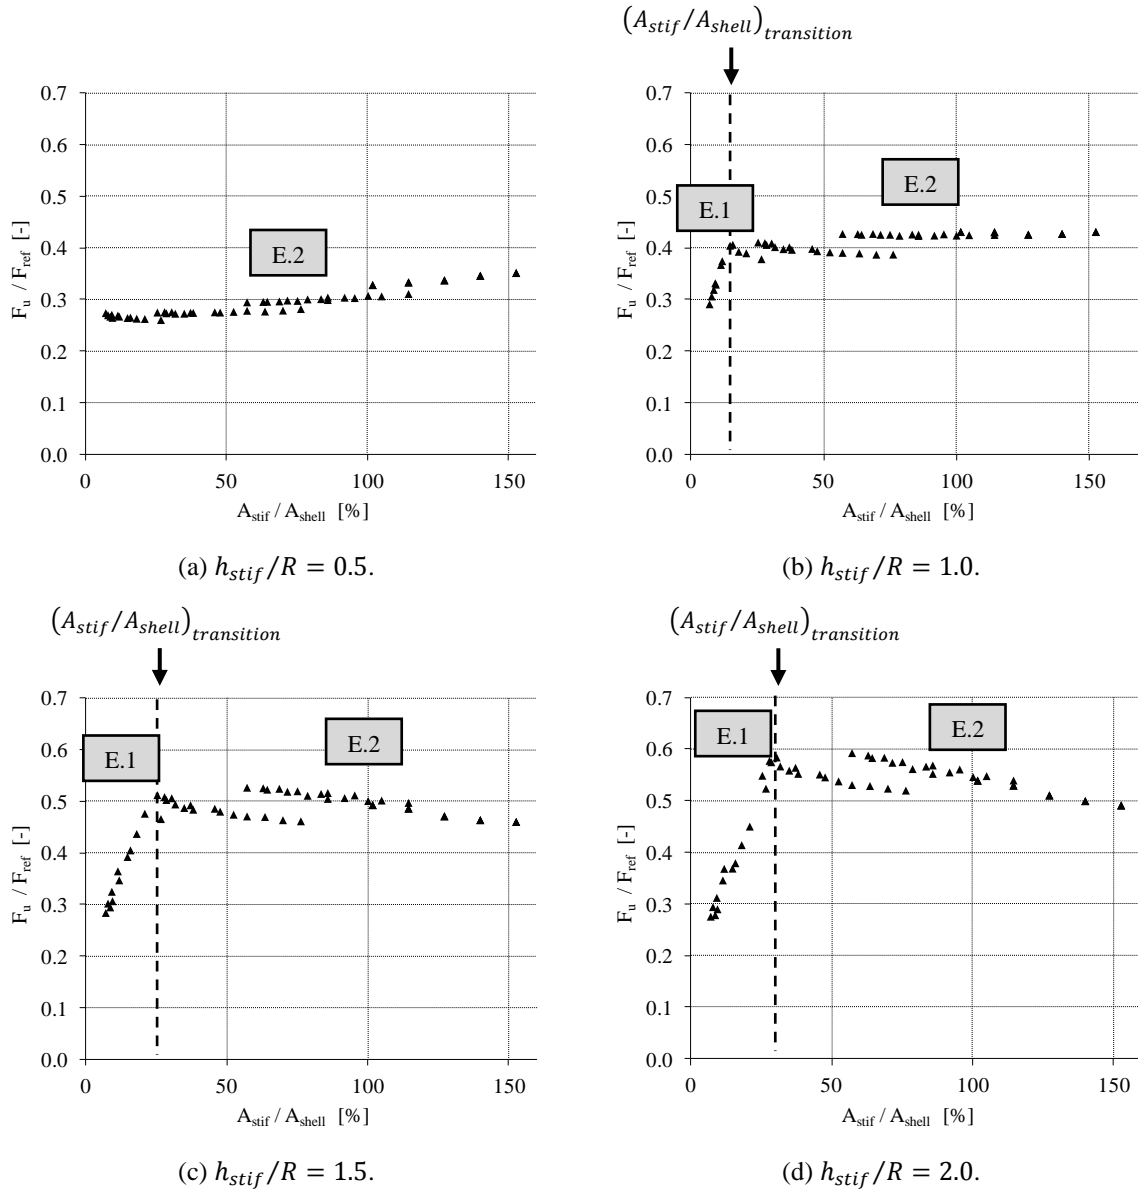 (A_stif/A_shell)_transition
0.7
0.6
0.5
0.4
0.3
0.2
0.1
0.0
F_u / F_ref [-]
E.2
0 50 100 150
A_stif / A_shell [%]
(a) h_stif/R = 0.5.
0.7
0.6
0.5
0.4
0.3
0.2
0.1
0.0
F_u / F_ref [-]
E.1
E.2
0 50 100 150
A_stif / A_shell [%]
(b) h_stif/R = 1.0.
(A_stif/A_shell)_transition
0.7
0.6
0.5
0.4
0.3
0.2
0.1
0.0
F_u / F_ref [-]
E.1
E.2
0 50 100 150
A_stif / A_shell [%]
(c) h_stif/R = 1.5.
(A_stif/A_shell)_transition
0.7
0.6
0.5
0.4
0.3
0.2
0.1
0.0
F_u / F_ref [-]
E.1
E.2
0 50 100 150
A_stif / A_shell [%]
(d) h_stif/R = 2.0.